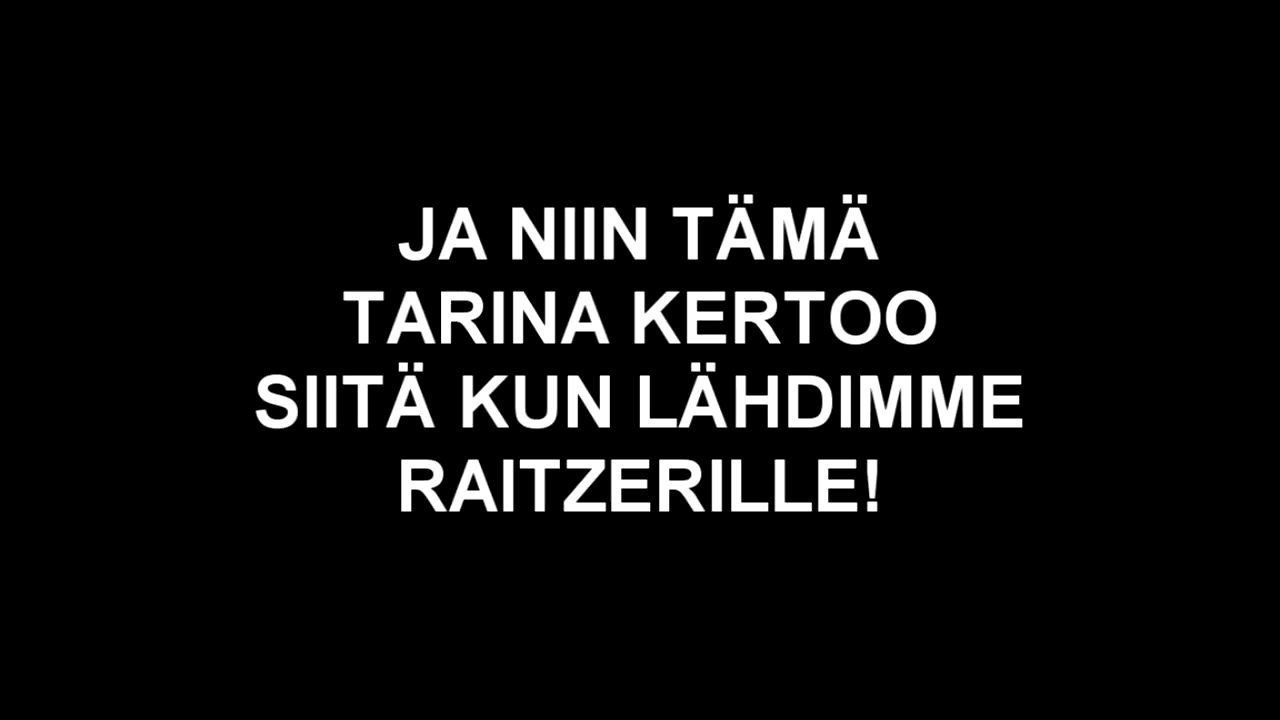 JA NIIN TÄMÄ
TARINA KERTOO
SIITÄ KUN LÄHDIMME
RAITZERILLE!